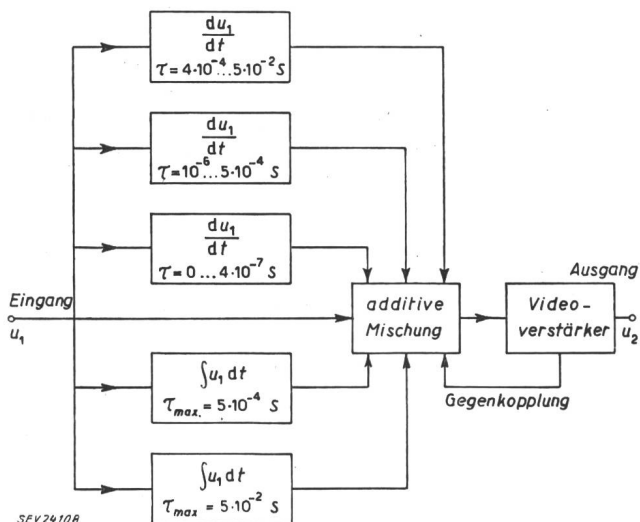 du₁
dt
τ = 4·10⁻⁴...5·10⁻² S
du₁
dt
τ = 10⁻⁶...5·10⁻⁴ S
du₁
dt
τ = 0...4·10⁻⁷ S
Eingang
u₁
additive
Mischung
Ausgang
Video-
verstärker
u₂
Gegenkopplung
∫u₁ dt
τmax. = 5·10⁻⁴ S
∫u₁ dt
τmax = 5·10⁻² S
SEV24108